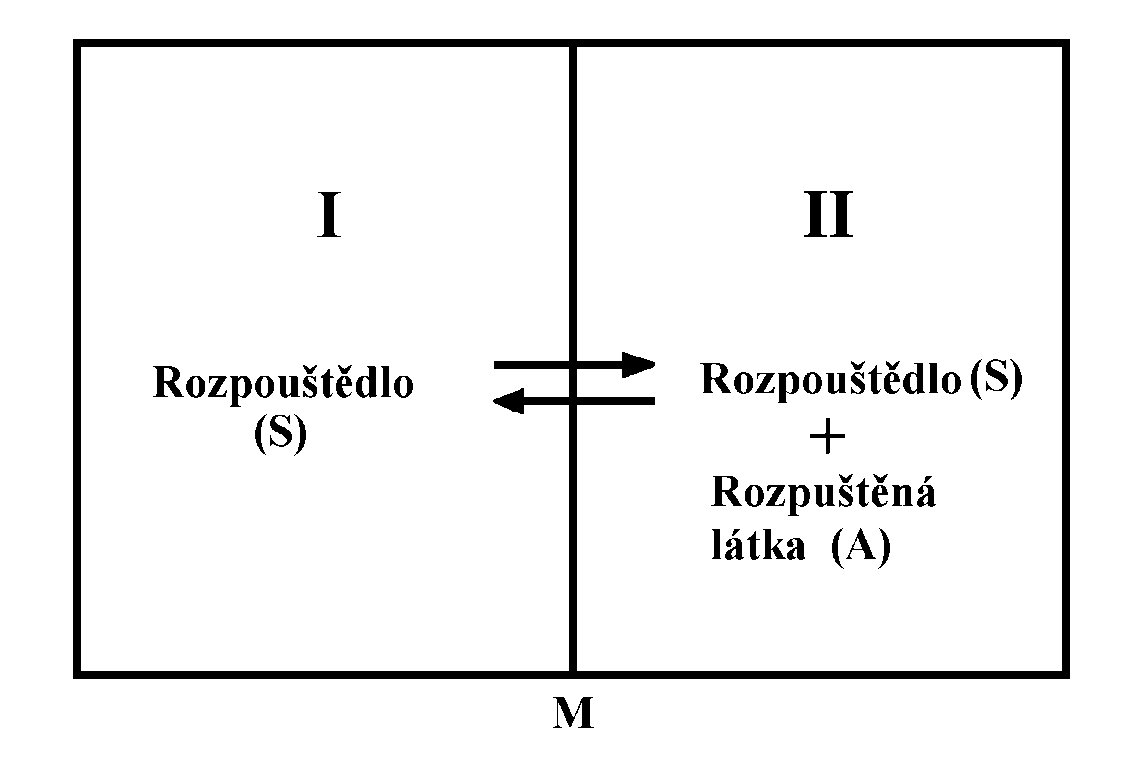 I
II
Rozpouštědlo
(S)
Rozpouštědlo (S)
+
Rozpuštěná
látka (A)
M